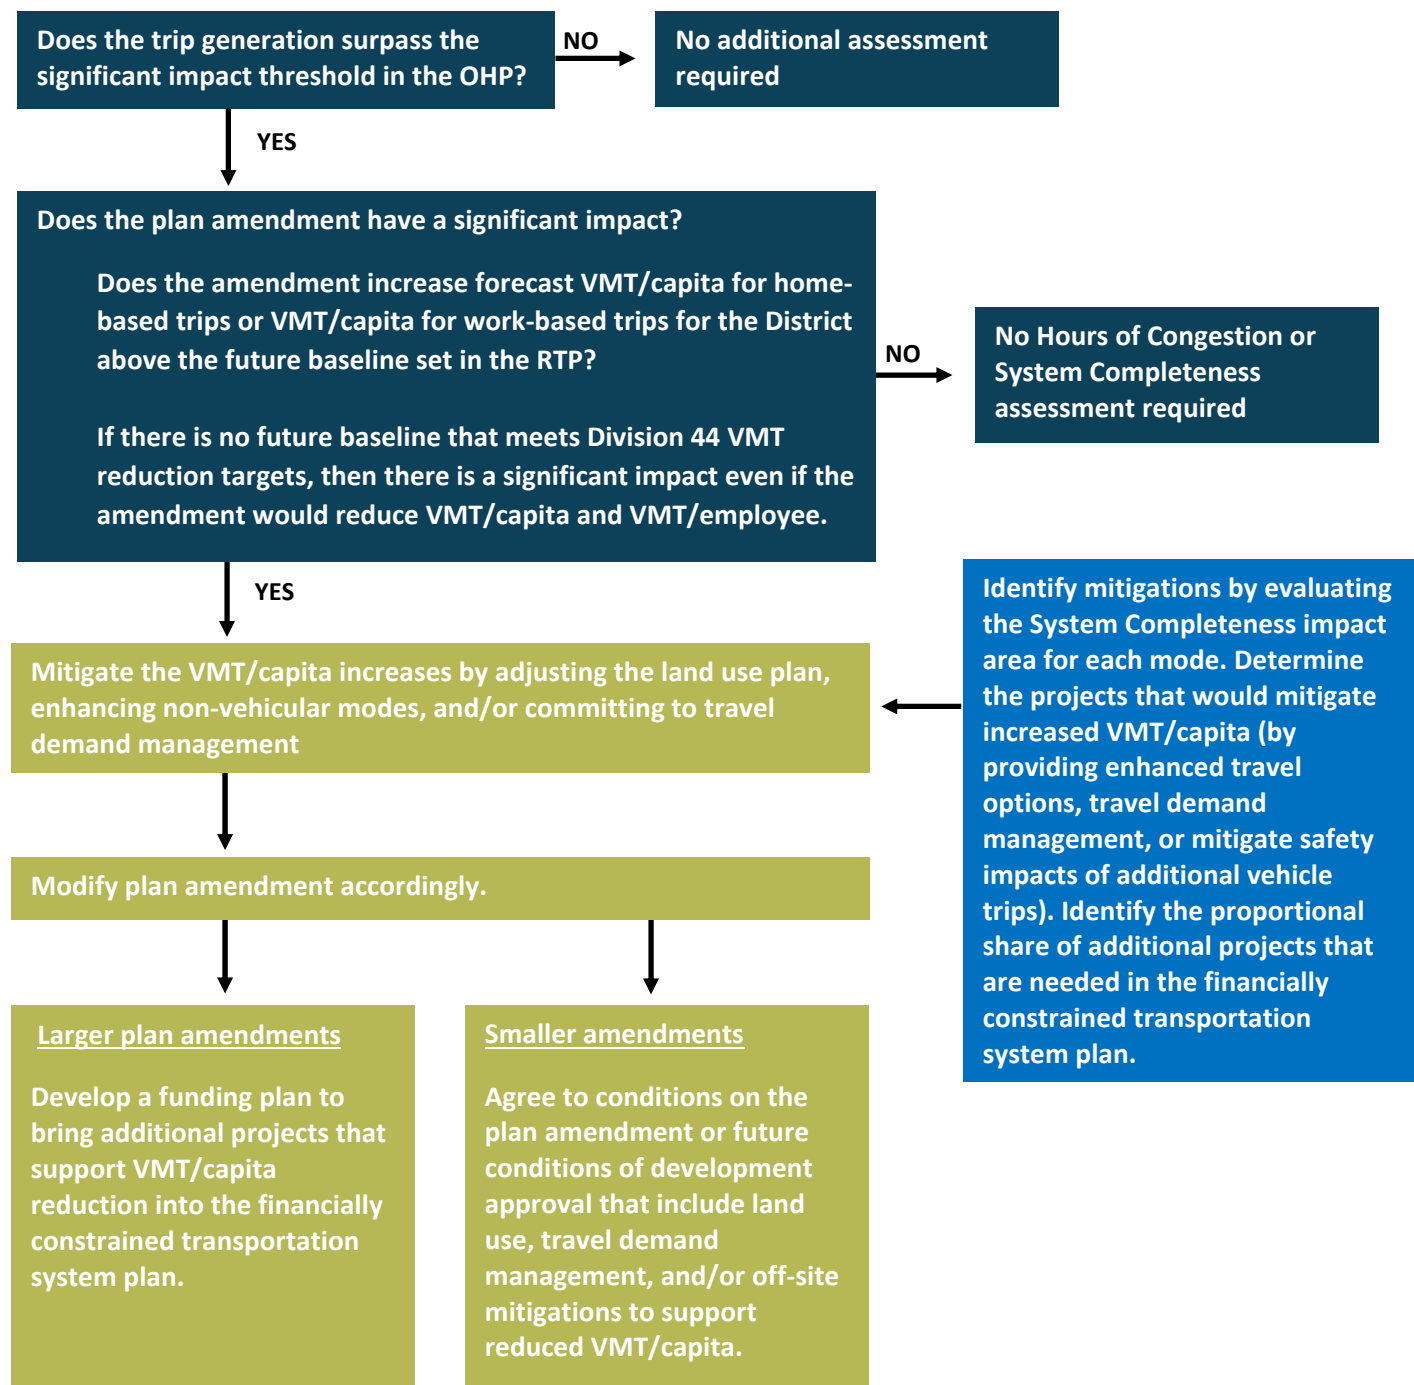 Does the trip generation surpass the
significant impact threshold in the OHP?
NO
No additional assessment
required
YES
Does the plan amendment have a significant impact?
Does the amendment increase forecast VMT/capita for home-
based trips or VMT/capita for work-based trips for the District
above the future baseline set in the RTP?
If there is no future baseline that meets Division 44 VMT
reduction targets, then there is a significant impact even if the
amendment would reduce VMT/capita and VMT/employee.
NO
No Hours of Congestion or
System Completeness
assessment required
YES
Mitigate the VMT/capita increases by adjusting the land use plan,
enhancing non-vehicular modes, and/or committing to travel
demand management
Identify mitigations by evaluating
the System Completeness impact
area for each mode. Determine
the projects that would mitigate
increased VMT/capita (by
providing enhanced travel
options, travel demand
management, or mitigate safety
impacts of additional vehicle
trips). Identify the proportional
share of additional projects that
are needed in the financially
constrained transportation
system plan.
Modify plan amendment accordingly.
Larger plan amendments
Develop a funding plan to
bring additional projects that
support VMT/capita
reduction into the financially
constrained transportation
system plan.
Smaller amendments
Agree to conditions on the
plan amendment or future
conditions of development
approval that include land
use, travel demand
management, and/or off-site
mitigations to support
reduced VMT/capita.